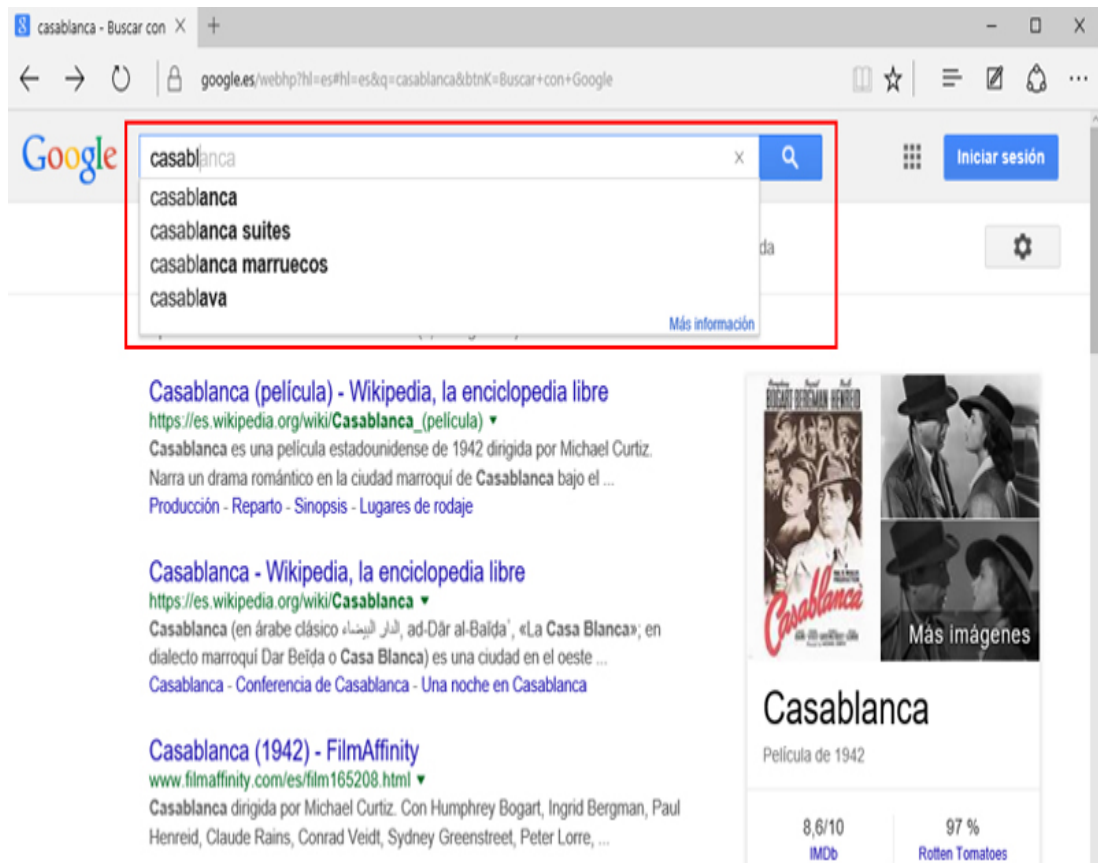 casablanca - Buscar con
google.es/webhp?hl=es#hl=es&q=casablanca&btnK=Buscar+con+Google
Google
casablanca
Iniciar sesión
casablanca
casablanca suites
casablanca marruecos
casablava
da
Más información
Casablanca (película) - Wikipedia, la enciclopedia libre
https://es.wikipedia.org/wiki/Casablanca_(película)
Casablanca es una película estadounidense de 1942 dirigida por Michael Curtiz.
Narra un drama romántico en la ciudad marroquí de Casablanca bajo el ...
Producción - Reparto - Sinopsis - Lugares de rodaje
Casablanca - Wikipedia, la enciclopedia libre
https://es.wikipedia.org/wiki/Casablanca
Casablanca (en árabe clásico الدار البيضاء, ad-Dār al-Baīḍaʾ, «La Casa Blanca»; en
dialecto marroquí Dar Beīḍa o Casa Blanca) es una ciudad en el oeste ...
Casablanca - Conferencia de Casablanca - Una noche en Casablanca
Casablanca (1942) - FilmAffinity
www.filmaffinity.com/es/film165208.html
Casablanca dirigida por Michael Curtiz. Con Humphrey Bogart, Ingrid Bergman, Paul
Henreid, Claude Rains, Conrad Veidt, Sydney Greenstreet, Peter Lorre, ...
BOGART BERGMAN HENREID
Casablanca
Más imágenes
Casablanca
Película de 1942
8,6/10
IMDb
97 %
Rotten Tomatoes